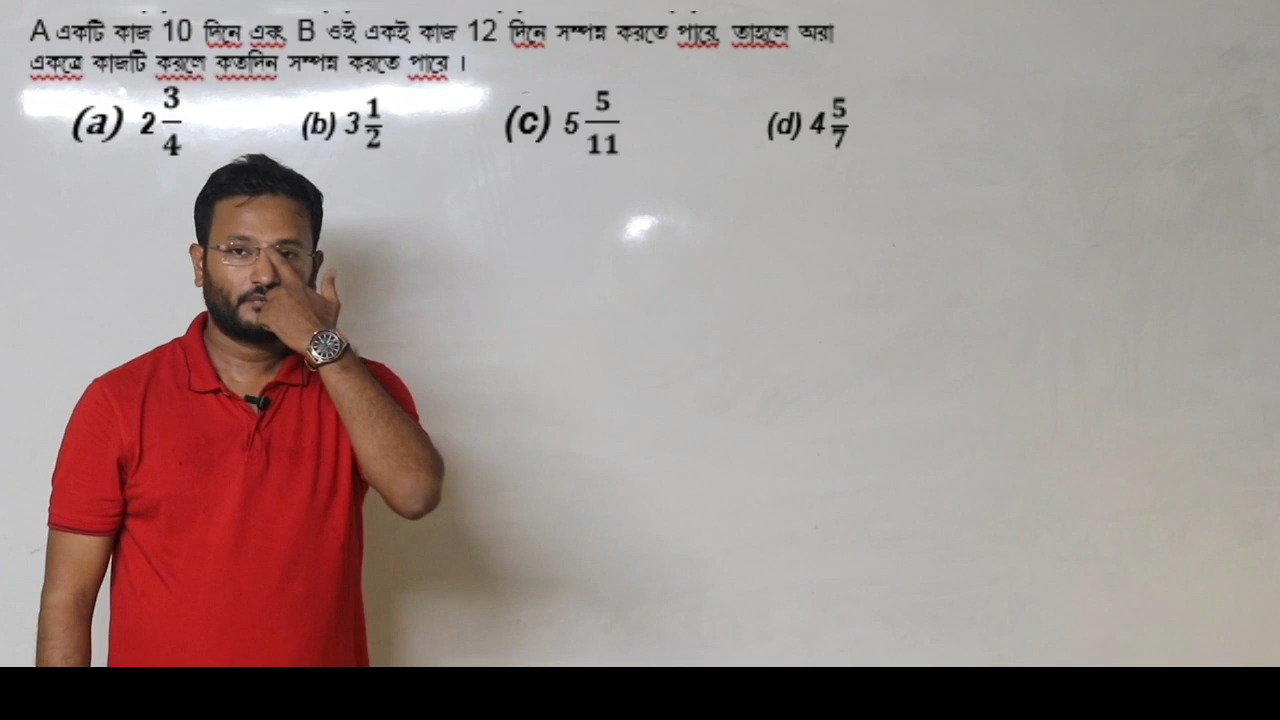 A একটি কাজ 10 দিনে এবং B ওই একই কাজ 12 দিনে সম্পন্ন করতে পারে, তাহলে অরা
একত্রে কাজটি করলে কতদিন সম্পন্ন করতে পারে ।
(a) 2 3/4 (b) 3 1/2 (c) 5 5/11 (d) 4 5/7